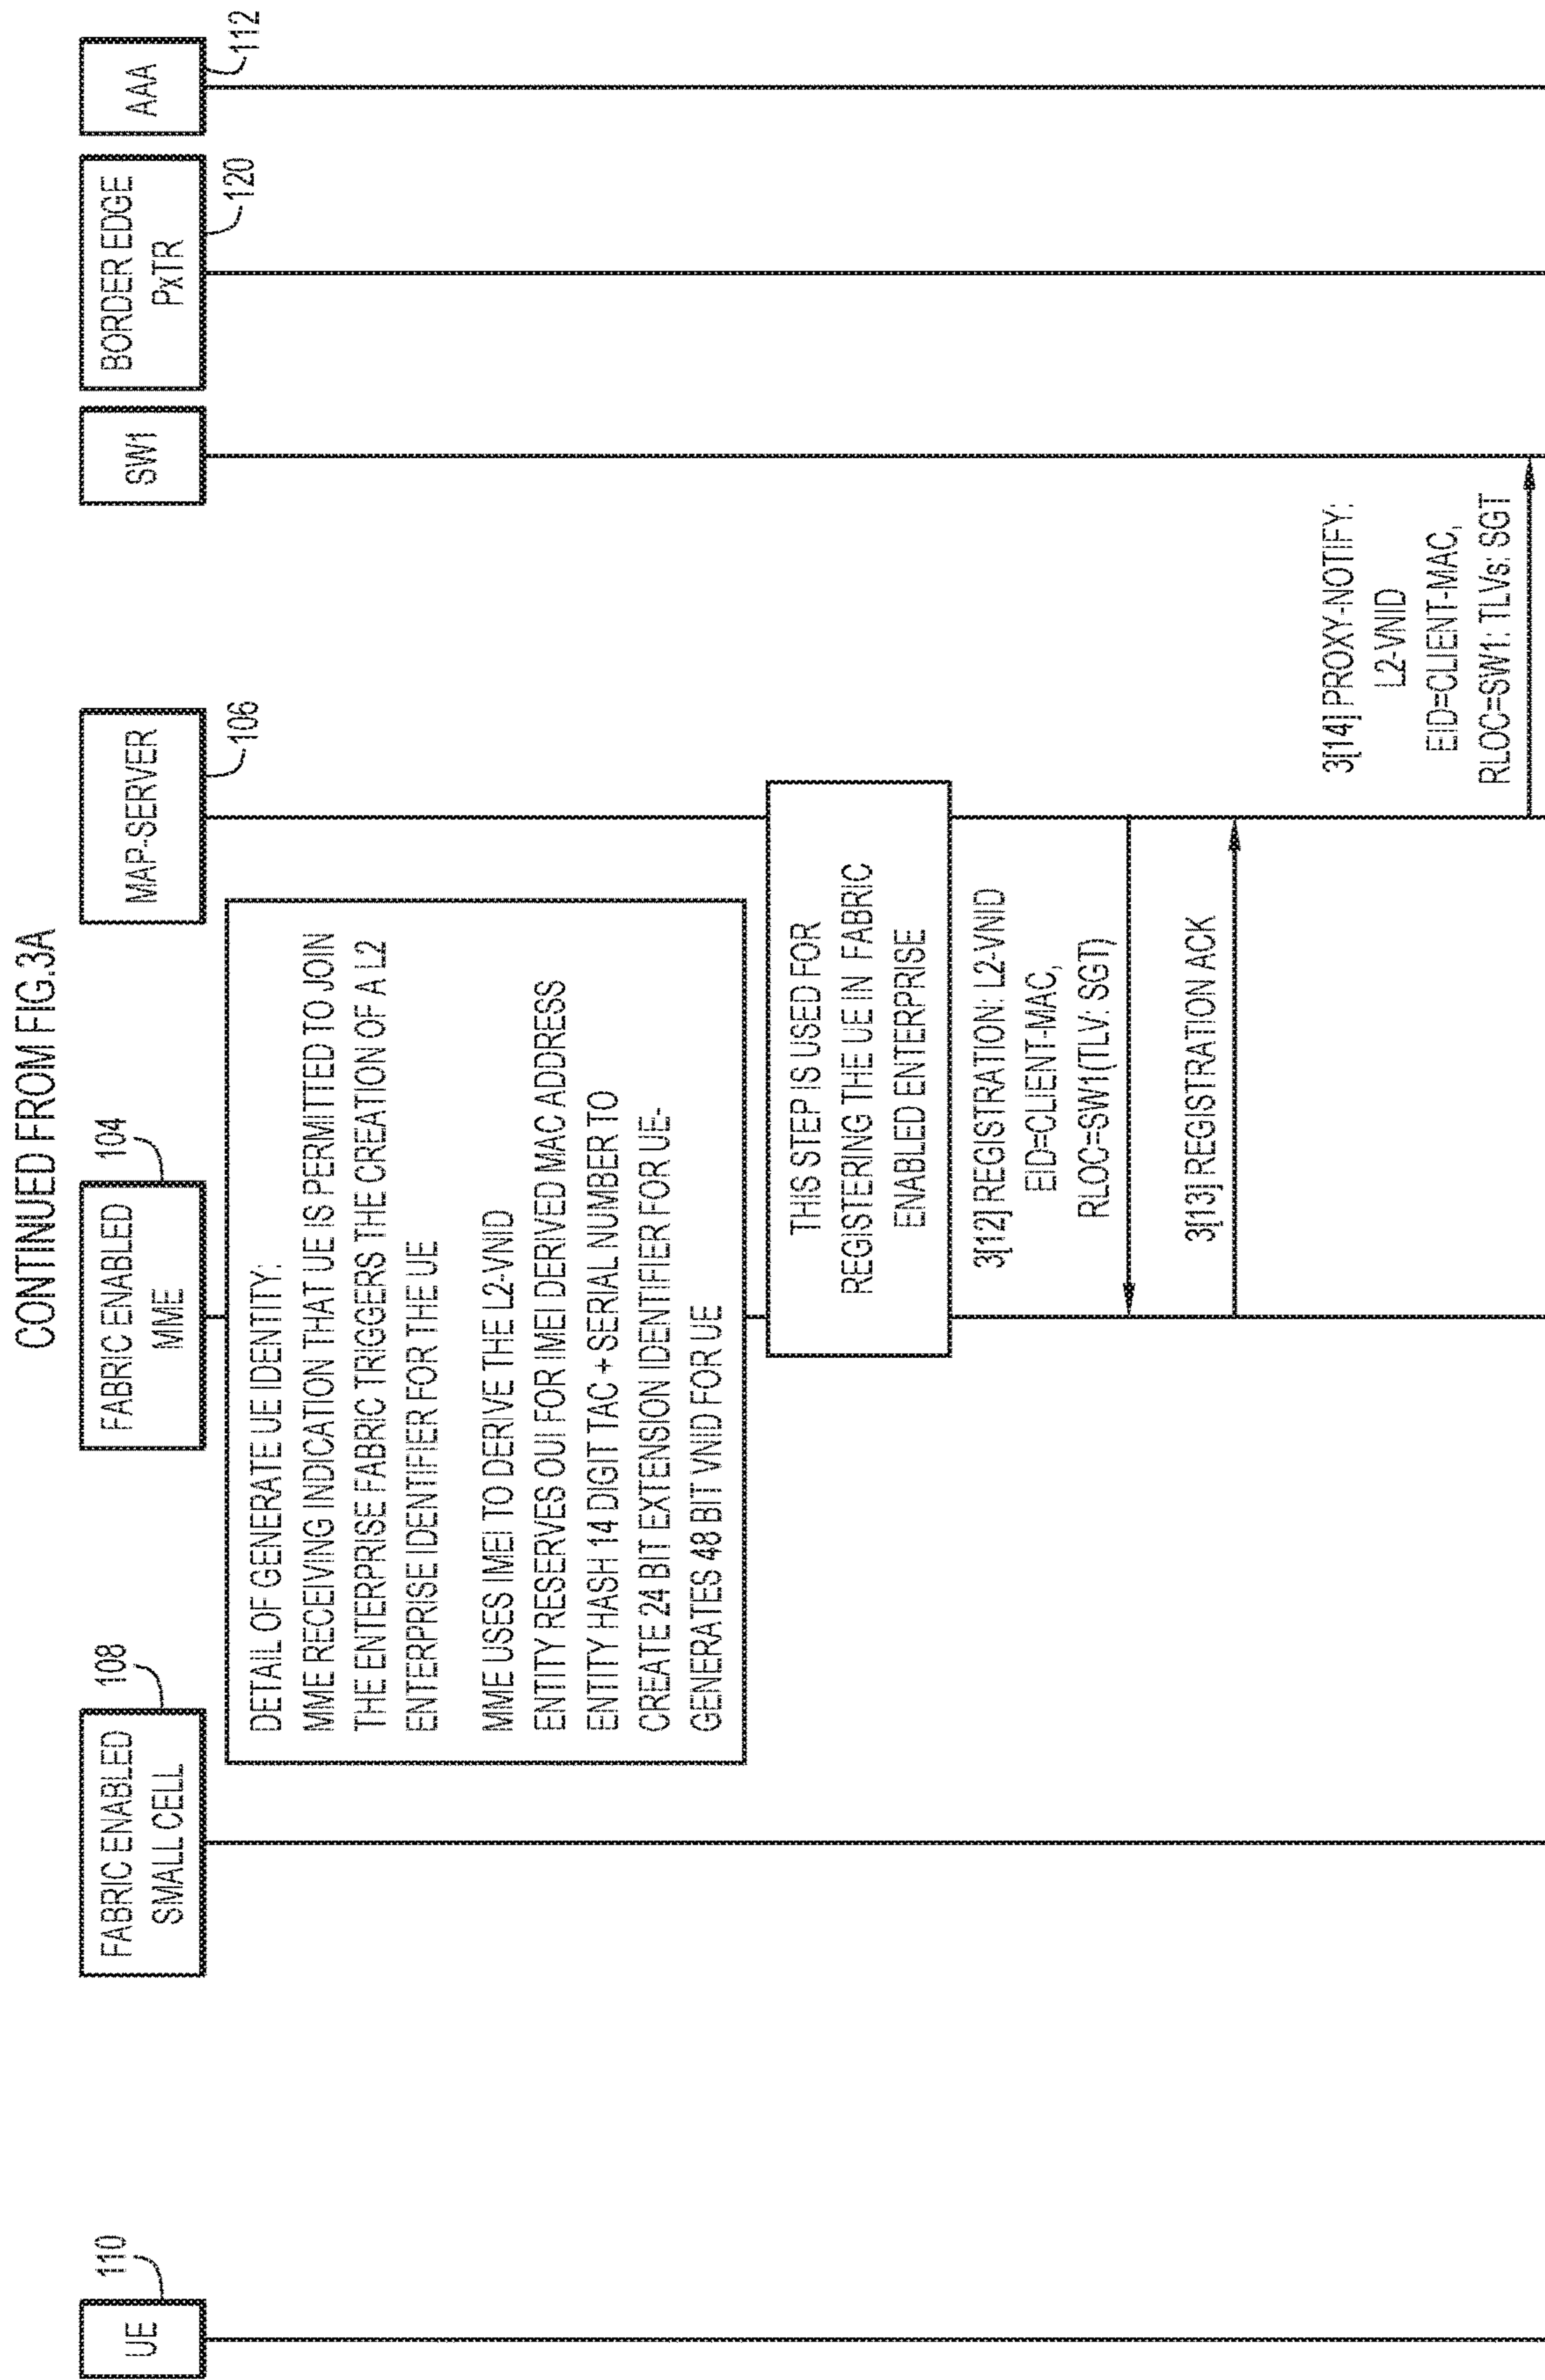 CONTINUED FROM FIG.3A
UE
110
FABRIC ENABLED
SMALL CELL
108
FABRIC ENABLED
MME
104
MAP-SERVER
106
SW1
BORDER EDGE
PxTR
120
AAA
112
DETAIL OF GENERATE UE IDENTITY:
MME RECEIVING INDICATION THAT UE IS PERMITTED TO JOIN
THE ENTERPRISE FABRIC TRIGGERS THE CREATION OF A L2
ENTERPRISE IDENTIFIER FOR THE UE
MME USES IMEI TO DERIVE THE L2-VNID
ENTITY RESERVES OUI FOR IMEI DERIVED MAC ADDRESS
ENTITY HASH 14 DIGIT TAC + SERIAL NUMBER TO
CREATE 24 BIT EXTENSION IDENTIFIER FOR UE-
GENERATES 48 BIT VNID FOR UE
THIS STEP IS USED FOR
REGISTERING THE UE IN FABRIC
ENABLED ENTERPRISE
3[12] REGISTRATION: L2-VNID
EID=CLIENT-MAC,
RLOC=SW1(TLV: SGT)
3[13] REGISTRATION ACK
3[14] PROXY-NOTIFY:
L2-VNID
EID=CLIENT-MAC,
RLOC=SW1: TLVs: SGT